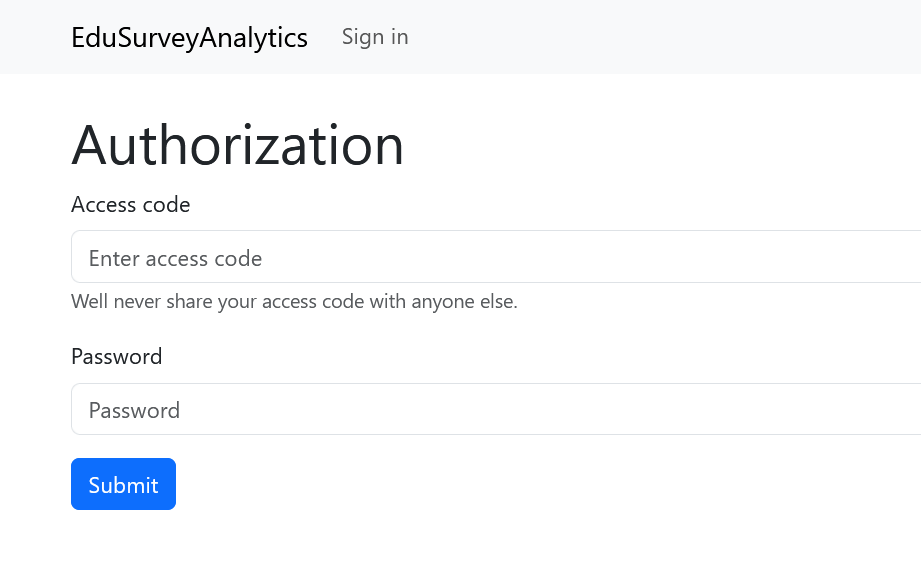 EduSurveyAnalytics Sign in
Authorization
Access code
Enter access code
Well never share your access code with anyone else.
Password
Password
Submit